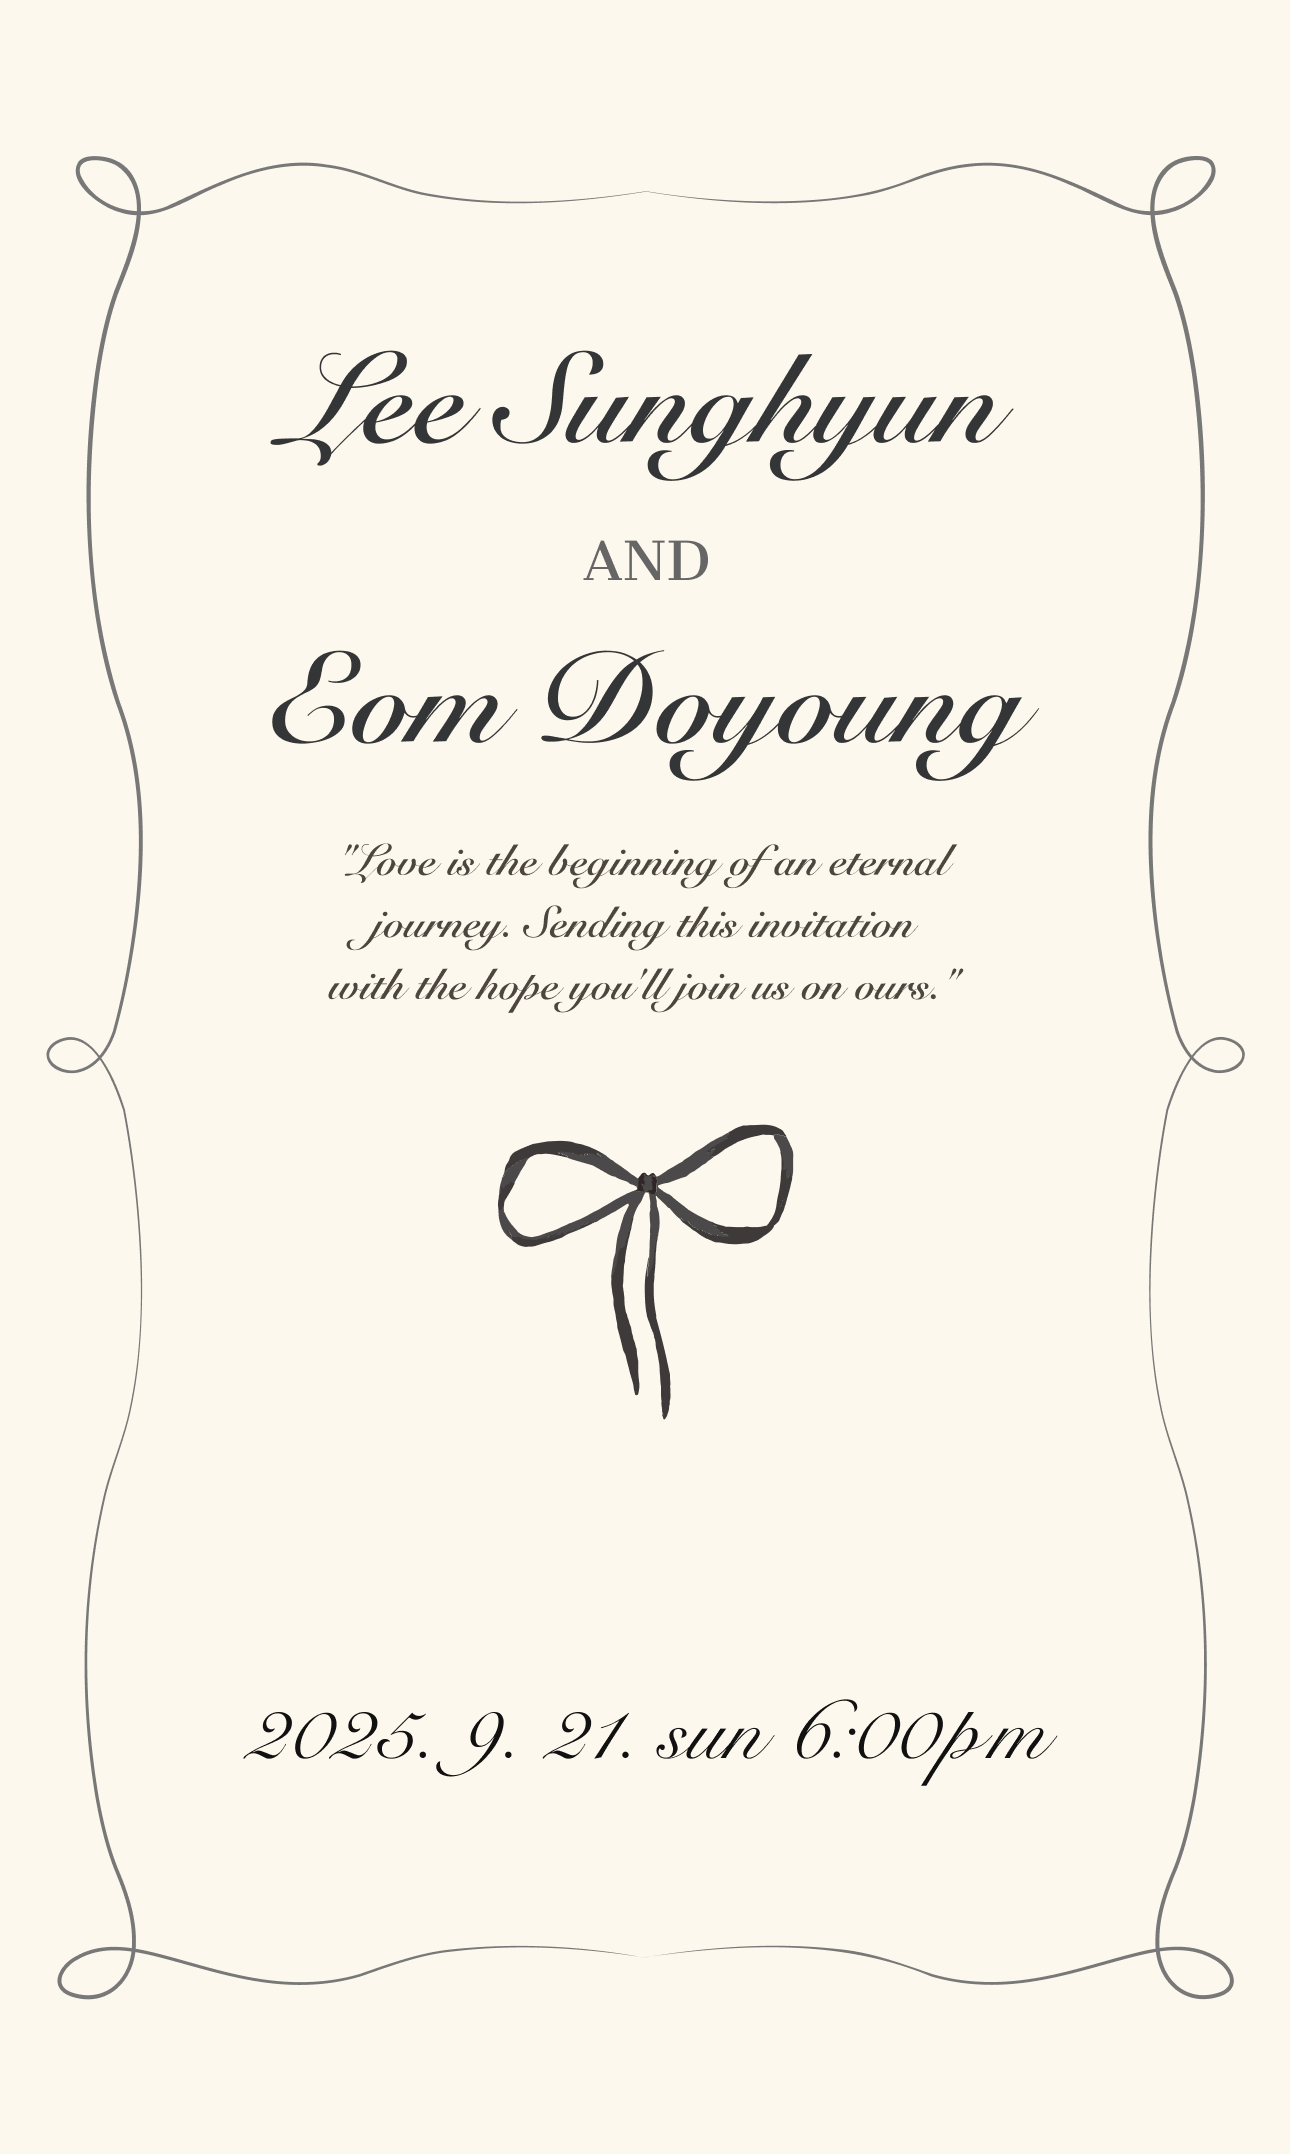 Lee Sunghyun
AND
Eom Doyoung
"Love is the beginning of an eternal
journey. Sending this invitation
with the hope you'll join us on ours."
2025. 9. 21. sun 6:00pm